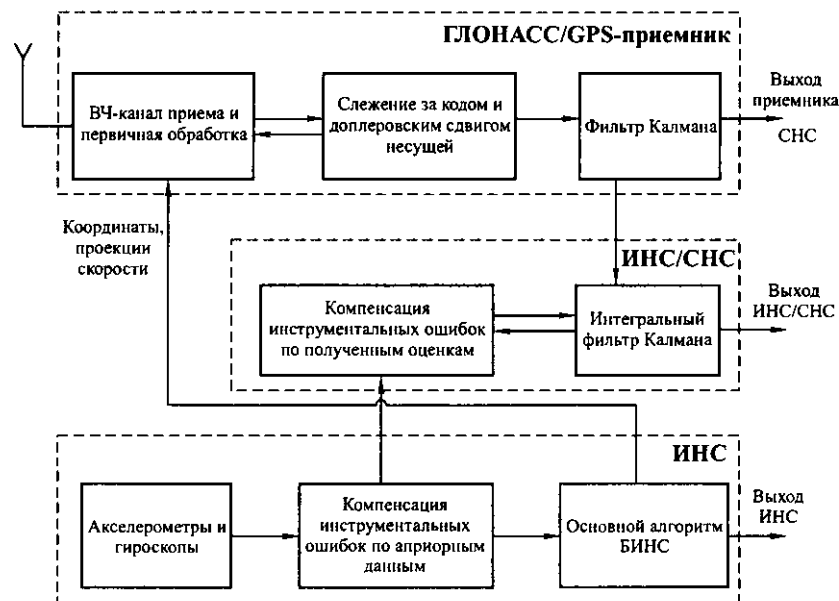 ГЛОНАСС/GPS-приемник
ВЧ-канал приема и
первичная обработка
Слежение за кодом и
доплеровским сдвигом
несущей
Фильтр Калмана
Выход
приемника
СНС
Координаты,
проекции
скорости
ИНС/СНС
Компенсация
инструментальных ошибок
по полученным оценкам
Интегральный
фильтр Калмана
Выход
ИНС/СНС
ИНС
Акселерометры и
гироскопы
Компенсация
инструментальных
ошибок по априорным
данным
Основной алгоритм
БИНС
Выход
ИНС